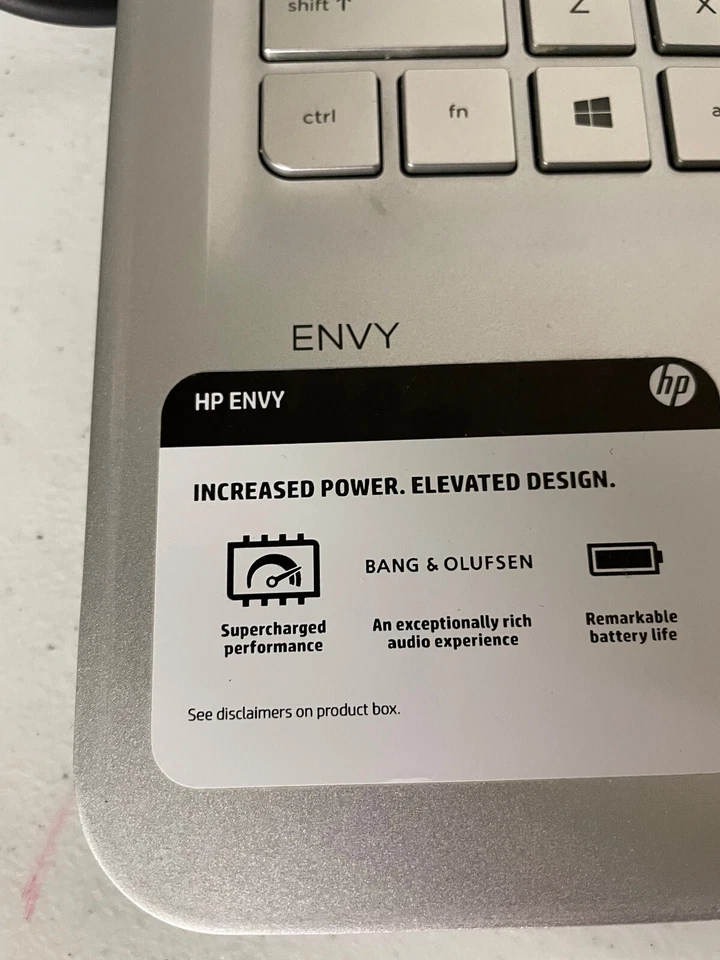 shift ↑
Z
X
ctrl
fn
a
ENVY
HP ENVY
hp
INCREASED POWER. ELEVATED DESIGN.
BANG & OLUFSEN
Supercharged
performance
An exceptionally rich
audio experience
Remarkable
battery life
See disclaimers on product box.